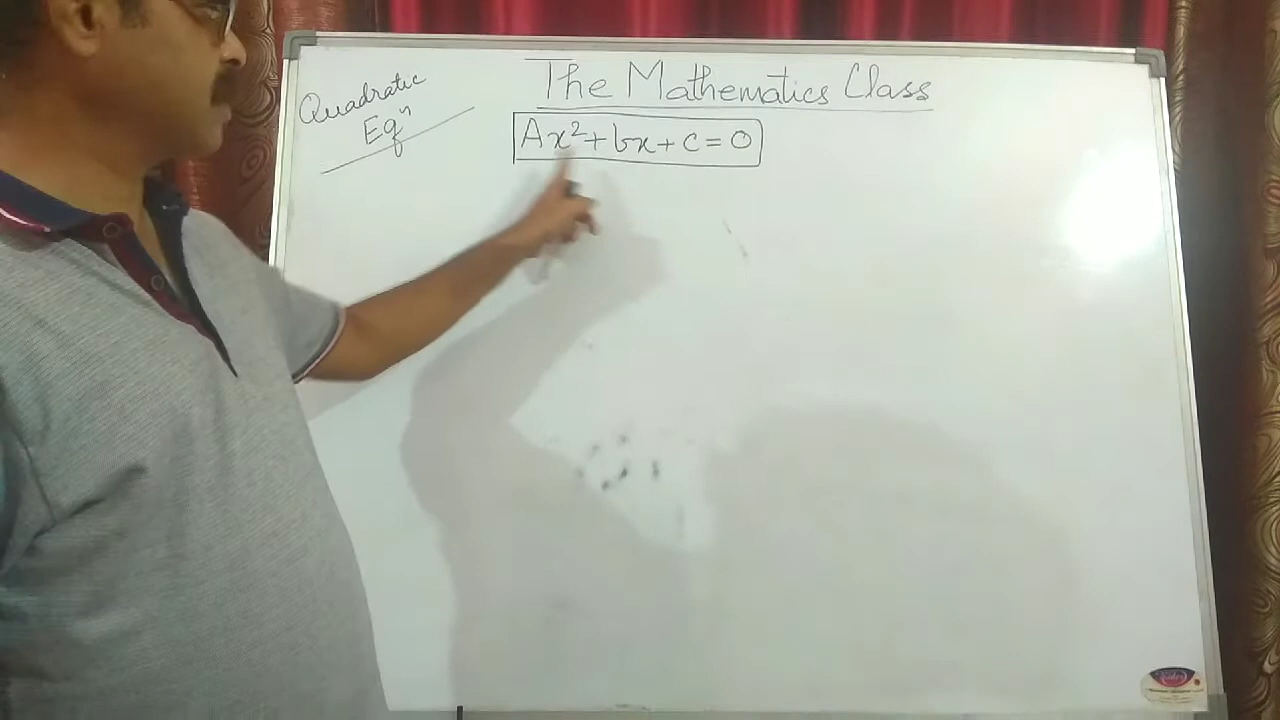 The Mathematics Class
Quadratic
Eqⁿ
Ax²+bx+c=0